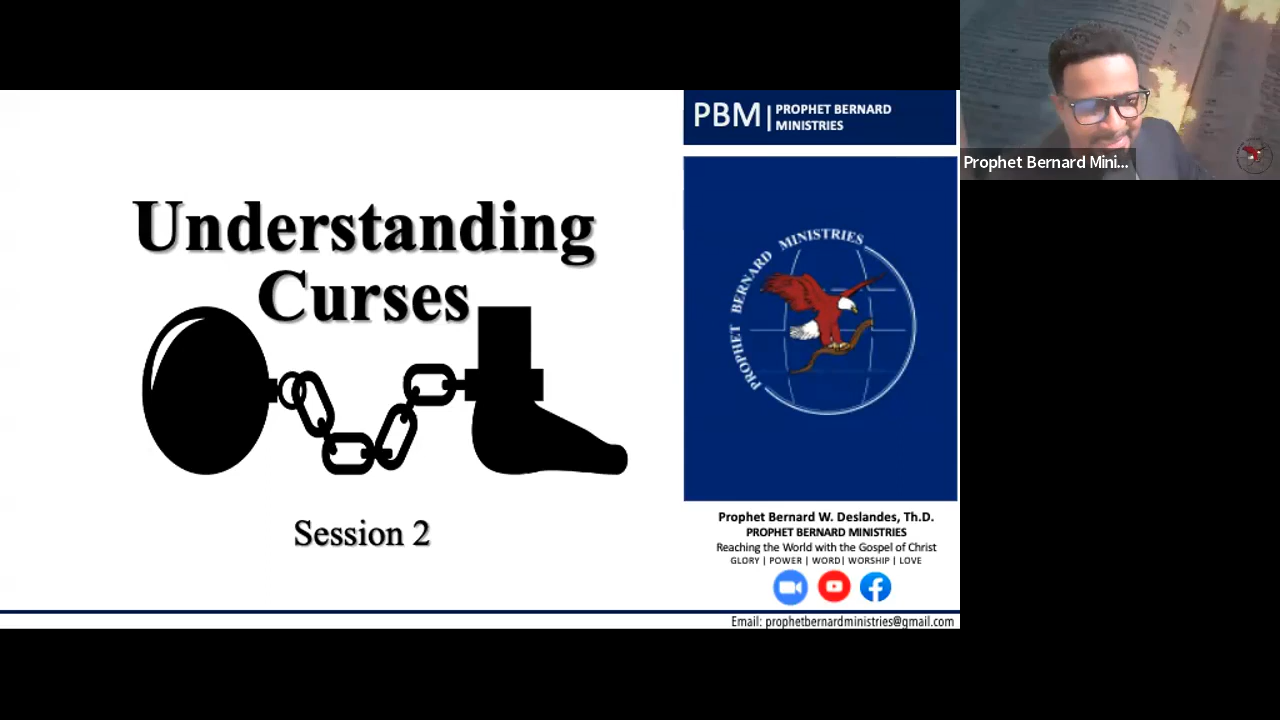 Understanding
Curses
Session 2
PBM | PROPHET BERNARD
MINISTRIES
PROPHET BERNARD MINISTRIES
Prophet Bernard W. Deslandes, Th.D.
PROPHET BERNARD MINISTRIES
Reaching the World with the Gospel of Christ
GLORY | POWER | WORD| WORSHIP | LOVE
Email: prophetbernardministries@gmail.com
Prophet Bernard Mini...